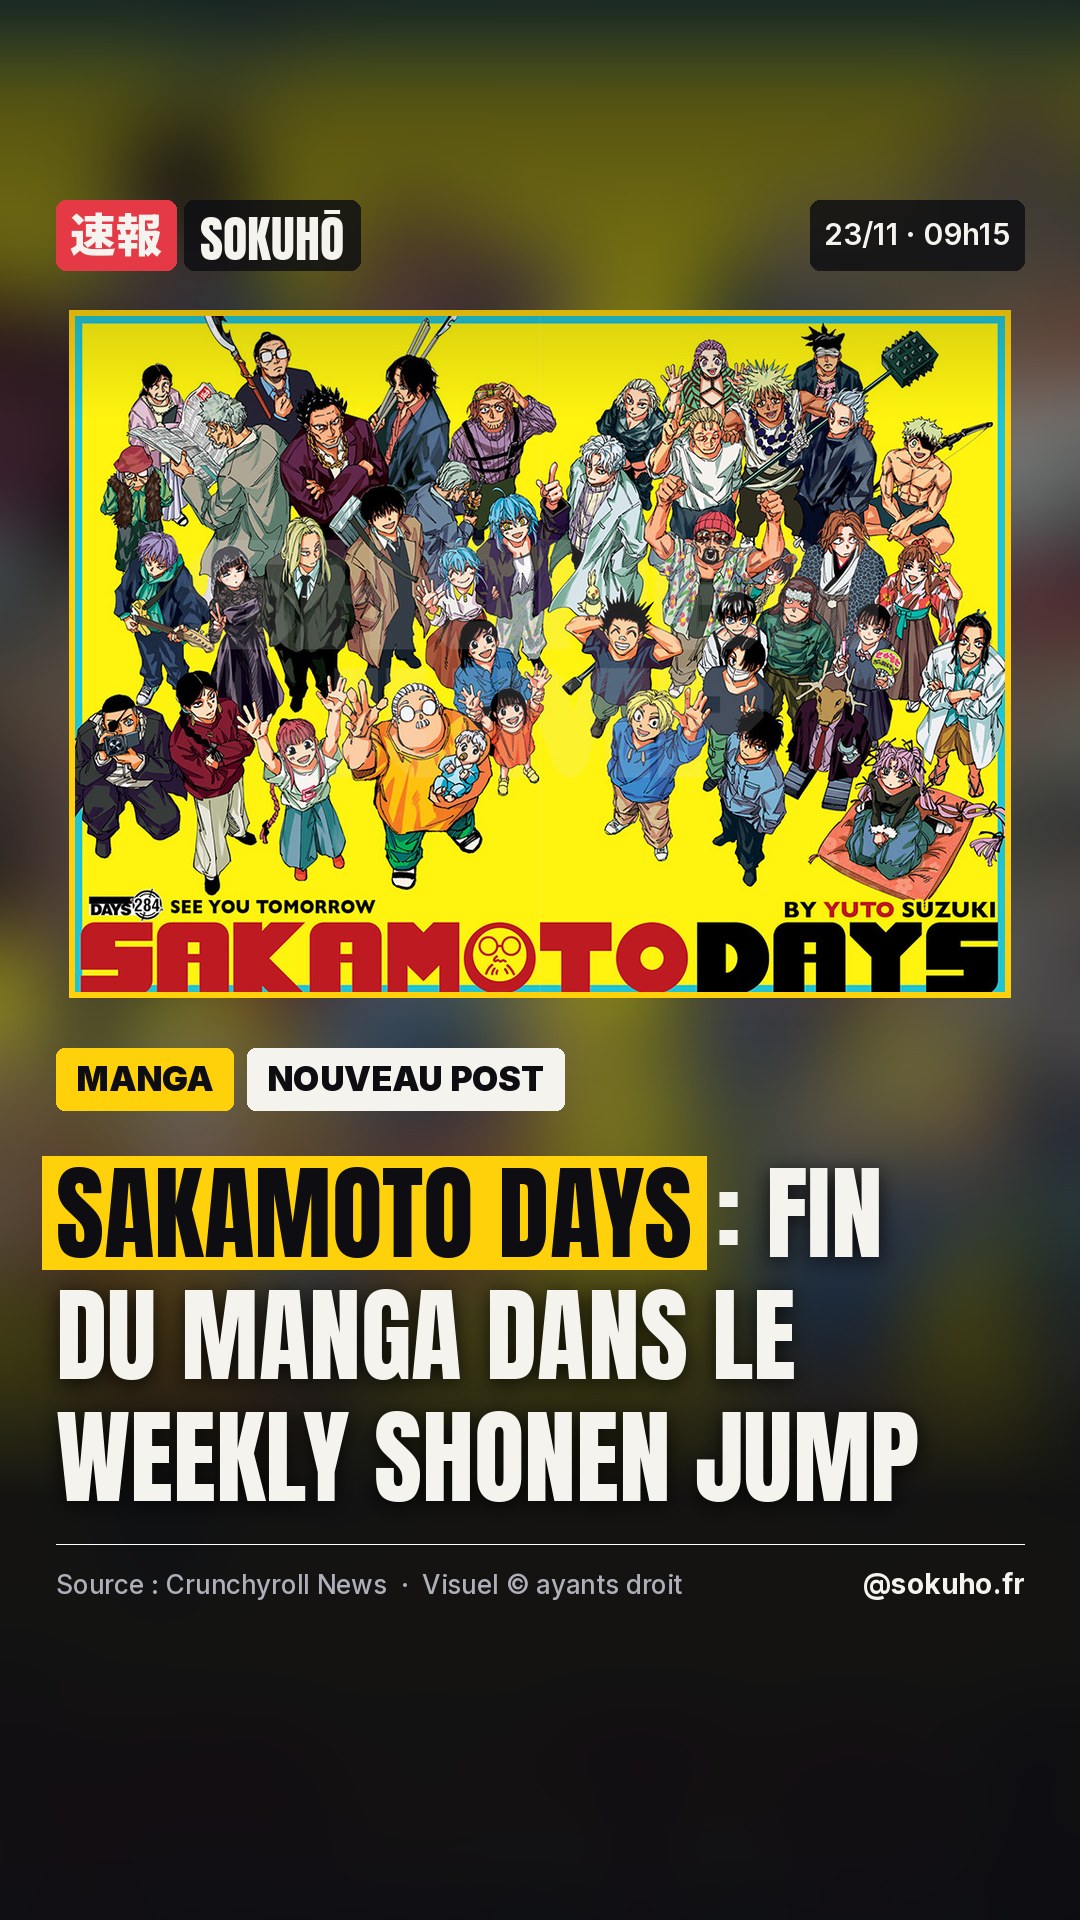 速報 SOKUHŌ
23/11 · 09h15
DAYS 284 SEE YOU TOMORROW
BY YUTO SUZUKI
SAKAMOTO DAYS
MANGA
NOUVEAU POST
SAKAMOTO DAYS : FIN
DU MANGA DANS LE
WEEKLY SHONEN JUMP
Source : Crunchyroll News · Visuel © ayants droit
@sokuho.fr